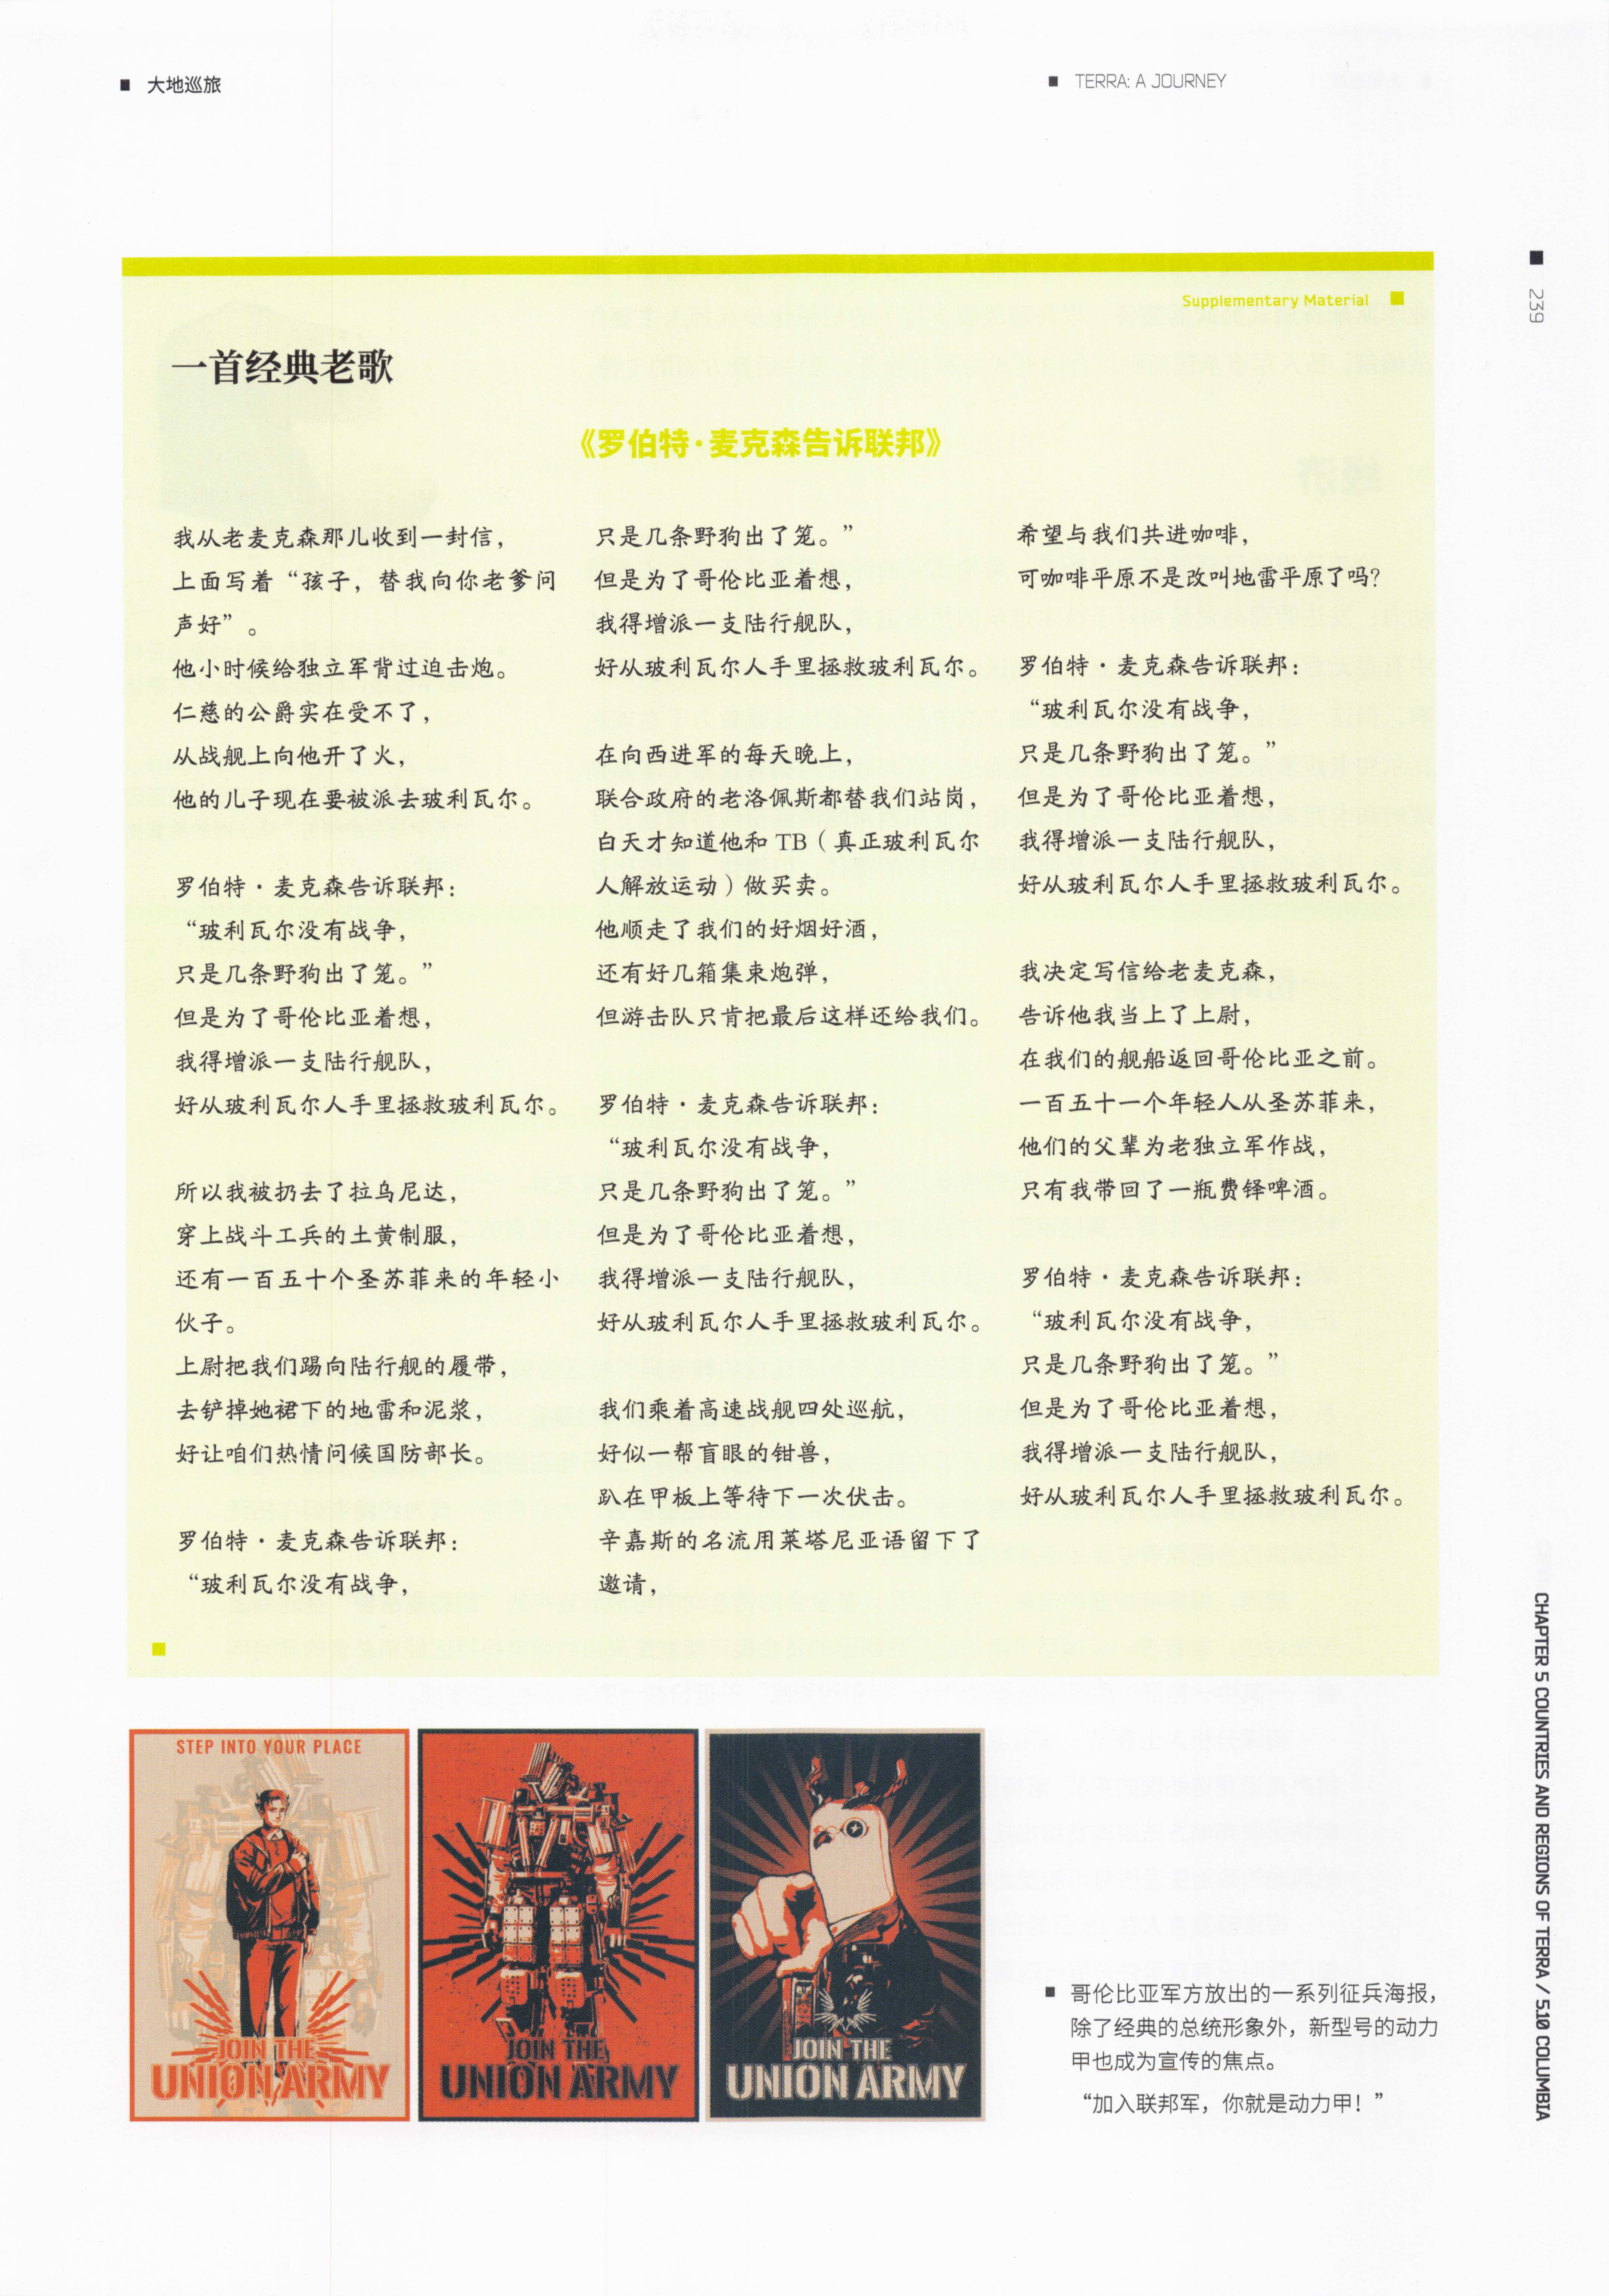 大地巡旅
TERRA: A JOURNEY
239
Supplementary Material
一首经典老歌
《罗伯特·麦克森告诉联邦》
我从老麦克森那儿收到一封信，
上面写着“孩子，替我向你老爹问
声好”。
他小时候给独立军背过迫击炮。
仁慈的公爵实在受不了，
从战舰上向他开了火，
他的儿子现在要被派去玻利瓦尔。
罗伯特·麦克森告诉联邦：
“玻利瓦尔没有战争，
只是几条野狗出了笼。”
但是为了哥伦比亚着想，
我得增派一支陆行舰队，
好从玻利瓦尔人手里拯救玻利瓦尔。
所以我被扔去了拉乌尼达，
穿上战斗工兵的土黄制服，
还有一百五十个圣苏菲来的年轻小
伙子。
上尉把我们踢向陆行舰的履带，
去铲掉她裙下的地雷和泥浆，
好让咱们热情问候国防部长。
罗伯特·麦克森告诉联邦：
“玻利瓦尔没有战争，
只是几条野狗出了笼。”
但是为了哥伦比亚着想，
我得增派一支陆行舰队，
好从玻利瓦尔人手里拯救玻利瓦尔。
在向西进军的每天晚上，
联合政府的老洛佩斯都替我们站岗，
白天才知道他和 TB（真正玻利瓦尔
人解放运动）做买卖。
他顺走了我们的好烟好酒，
还有好几箱集束炮弹，
但游击队只肯把最后这样还给我们。
罗伯特·麦克森告诉联邦：
“玻利瓦尔没有战争，
只是几条野狗出了笼。”
但是为了哥伦比亚着想，
我得增派一支陆行舰队，
好从玻利瓦尔人手里拯救玻利瓦尔。
我们乘着高速战舰四处巡航，
好似一帮盲眼的钳兽，
趴在甲板上等待下一次伏击。
辛嘉斯的名流用莱塔尼亚语留下了
邀请，
希望与我们共进咖啡，
可咖啡平原不是改叫地雷平原了吗？
罗伯特·麦克森告诉联邦：
“玻利瓦尔没有战争，
只是几条野狗出了笼。”
但是为了哥伦比亚着想，
我得增派一支陆行舰队，
好从玻利瓦尔人手里拯救玻利瓦尔。
我决定写信给老麦克森，
告诉他我当上了上尉，
在我们的舰船返回哥伦比亚之前。
一百五十一个年轻人从圣苏菲来，
他们的父辈为老独立军作战，
只有我带回了一瓶费铎啤酒。
罗伯特·麦克森告诉联邦：
“玻利瓦尔没有战争，
只是几条野狗出了笼。”
但是为了哥伦比亚着想，
我得增派一支陆行舰队，
好从玻利瓦尔人手里拯救玻利瓦尔。
STEP INTO YOUR PLACE
JOIN THE
UNION ARMY
JOIN THE
UNION ARMY
JOIN THE
UNION ARMY
哥伦比亚军方放出的一系列征兵海报，
除了经典的总统形象外，新型号的动力
甲也成为宣传的焦点。
“加入联邦军，你就是动力甲！”
CHAPTER 5 COUNTRIES AND REGIONS OF TERRA / 510 COLUMBIA